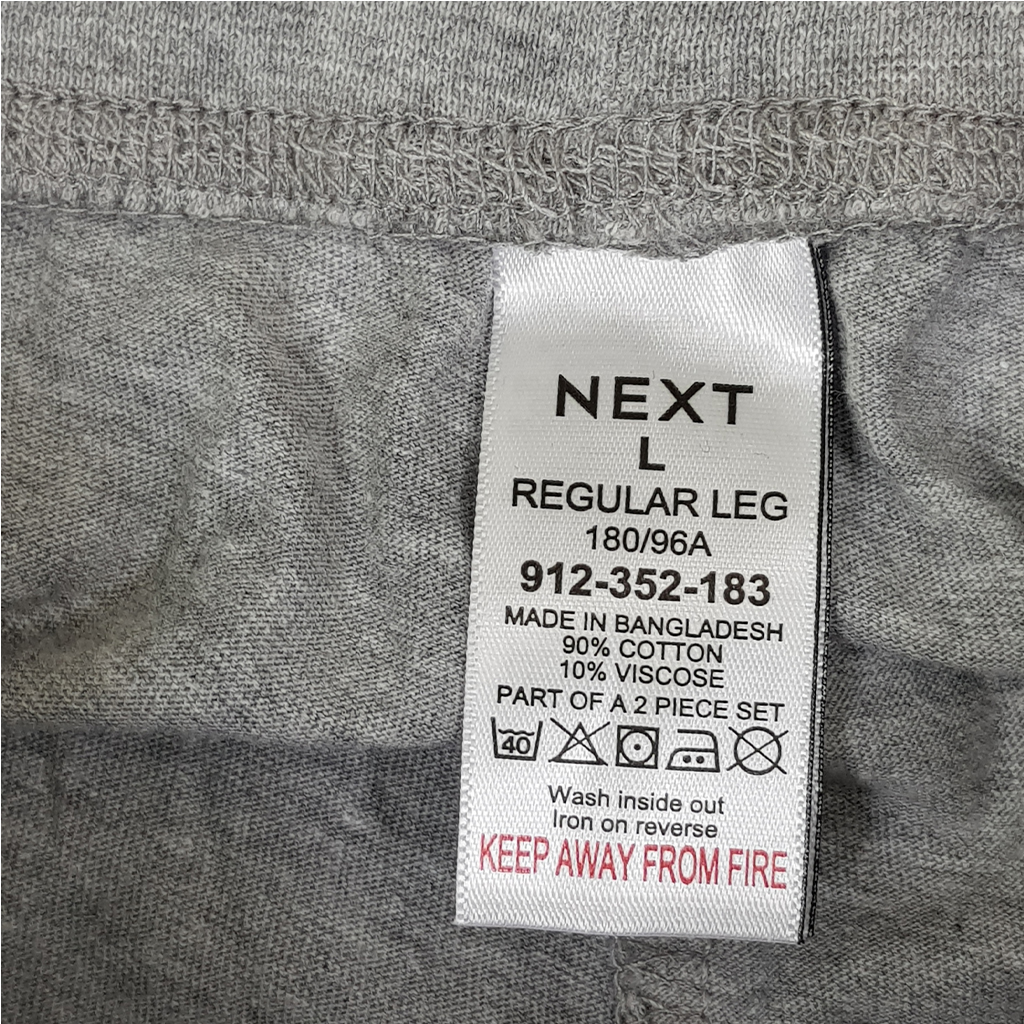 NEXT
L
REGULAR LEG
180/96A
912-352-183
MADE IN BANGLADESH
90% COTTON
10% VISCOSE
PART OF A 2 PIECE SET
40
Wash inside out
Iron on reverse
KEEP AWAY FROM FIRE